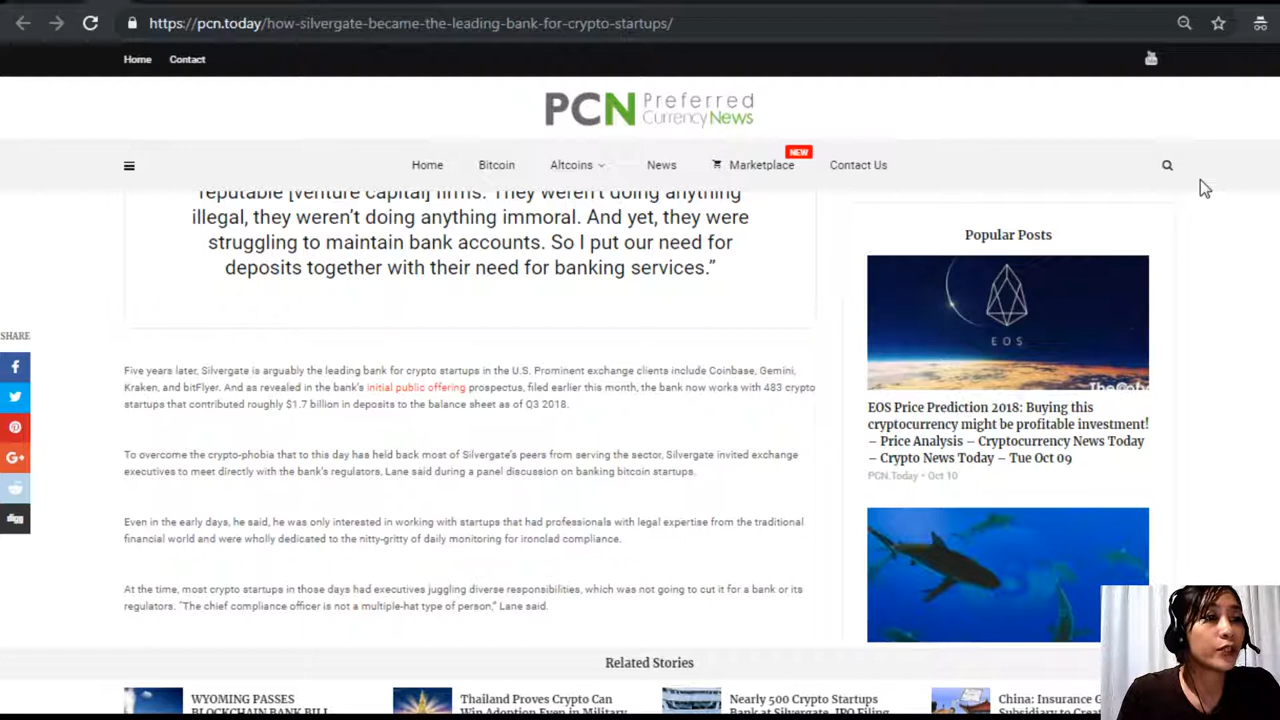 https://pcn.today/how-silvergate-became-the-leading-bank-for-crypto-startups/
Home Contact
PCN Preferred Currency News
Home Bitcoin Altcoins News Marketplace NEW Contact Us
reputable [venture capital] firms. They weren't doing anything
illegal, they weren't doing anything immoral. And yet, they were
struggling to maintain bank accounts. So I put our need for
deposits together with their need for banking services.”
SHARE
Five years later, Silvergate is arguably the leading bank for crypto startups in the U.S. Prominent exchange clients include Coinbase, Gemini,
Kraken, and bitFlyer. And as revealed in the bank's initial public offering prospectus, filed earlier this month, the bank now works with 483 crypto
startups that contributed roughly $1.7 billion in deposits to the balance sheet as of Q3 2018.
To overcome the crypto-phobia that to this day has held back most of Silvergate's peers from serving the sector, Silvergate invited exchange
executives to meet directly with the bank's regulators, Lane said during a panel discussion on banking bitcoin startups.
Even in the early days, he said, he was only interested in working with startups that had professionals with legal expertise from the traditional
financial world and were wholly dedicated to the nitty-gritty of daily monitoring for ironclad compliance.
At the time, most crypto startups in those days had executives juggling diverse responsibilities, which was not going to cut it for a bank or its
regulators. “The chief compliance officer is not a multiple-hat type of person,” Lane said.
Popular Posts
EOS
EOS Price Prediction 2018: Buying this
cryptocurrency might be profitable investment!
– Price Analysis – Cryptocurrency News Today
– Crypto News Today – Tue Oct 09
PCN.Today • Oct 10
Related Stories
WYOMING PASSES
BLOCKCHAIN BANK BILL
Thailand Proves Crypto Can
Win Adoption Even in Military
Nearly 500 Crypto Startups
Bank at Silvergate, IPO Filing
China: Insurance
Subsidiary to